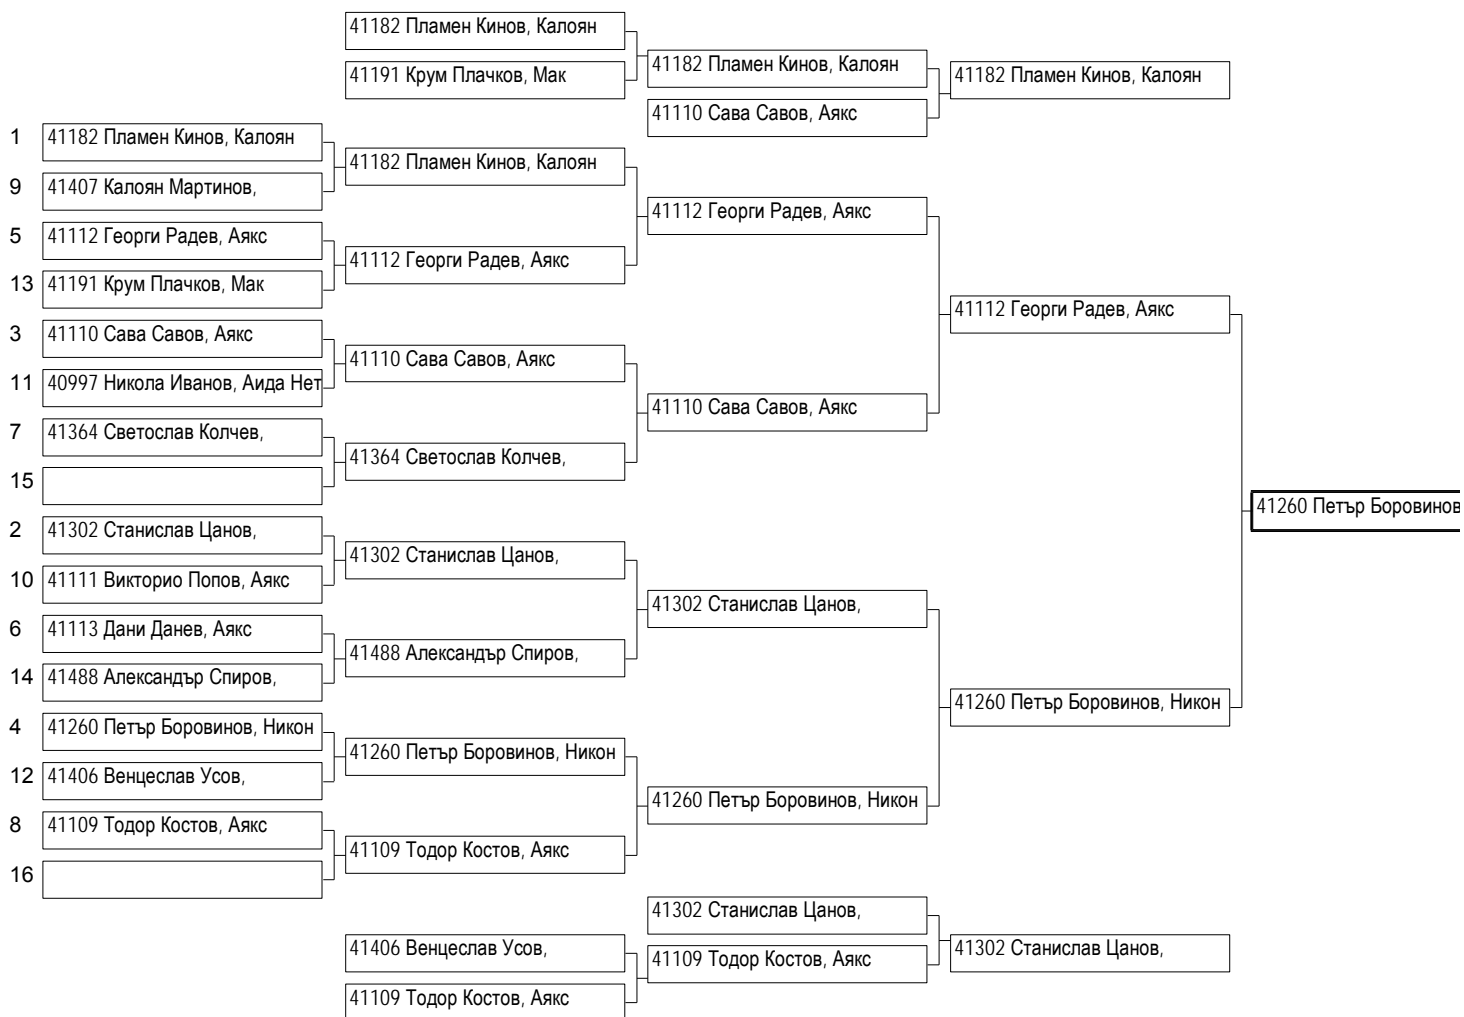 41182 Пламен Кинов, Калоян
41191 Крум Плачков, Мак
41182 Пламен Кинов, Калоян
41110 Сава Савов, Аякс
41182 Пламен Кинов, Калоян
1 41182 Пламен Кинов, Калоян
9 41407 Калоян Мартинов,
5 41112 Георги Радев, Аякс
13 41191 Крум Плачков, Мак
3 41110 Сава Савов, Аякс
11 40997 Никола Иванов, Аида Нет
7 41364 Светослав Колчев,
15
2 41302 Станислав Цанов,
10 41111 Викторио Попов, Аякс
6 41113 Дани Данев, Аякс
14 41488 Александър Спиров,
4 41260 Петър Боровинов, Никон
12 41406 Венцеслав Усов,
8 41109 Тодор Костов, Аякс
16
41182 Пламен Кинов, Калоян
41112 Георги Радев, Аякс
41110 Сава Савов, Аякс
41364 Светослав Колчев,
41302 Станислав Цанов,
41488 Александър Спиров,
41260 Петър Боровинов, Никон
41109 Тодор Костов, Аякс
41112 Георги Радев, Аякс
41110 Сава Савов, Аякс
41302 Станислав Цанов,
41260 Петър Боровинов, Никон
41112 Георги Радев, Аякс
41260 Петър Боровинов, Никон
41260 Петър Боровинов
41406 Венцеслав Усов,
41109 Тодор Костов, Аякс
41302 Станислав Цанов,
41109 Тодор Костов, Аякс
41302 Станислав Цанов,